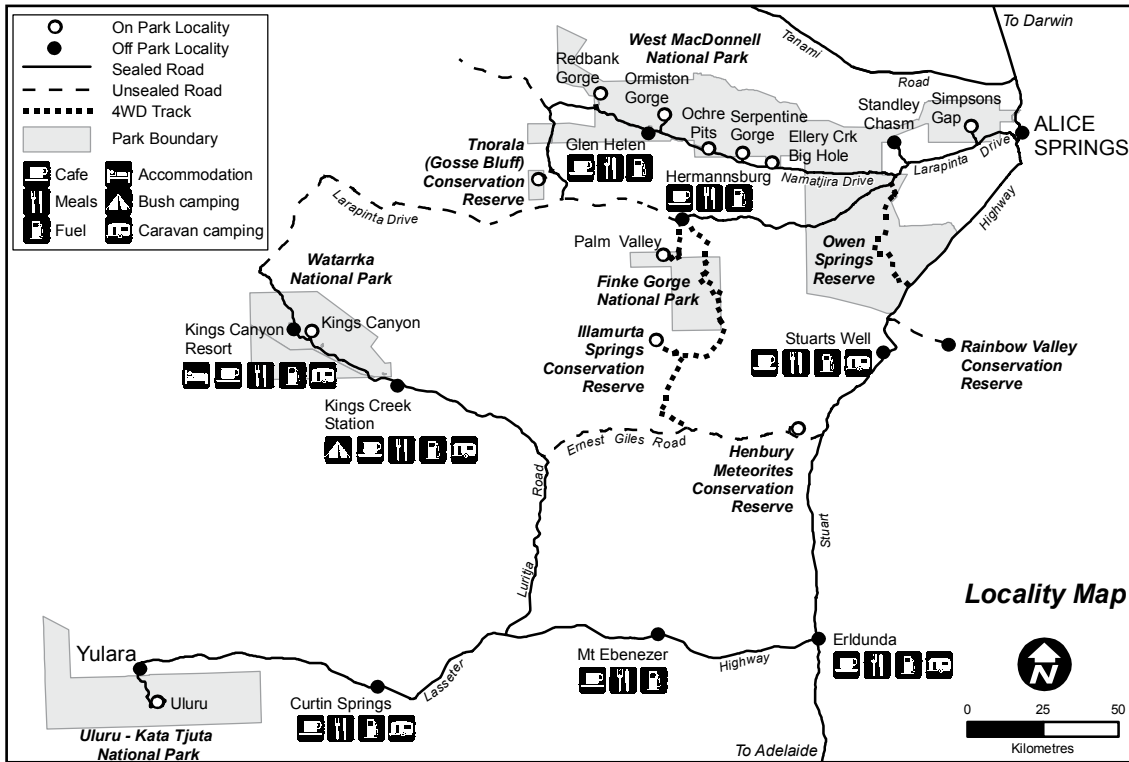 On Park Locality
Off Park Locality
Sealed Road
Unsealed Road
4WD Track
Park Boundary
Cafe
Accommodation
Meals
Bush camping
Fuel
Caravan camping
To Darwin
Tanami
Road
West MacDonnell
National Park
Redbank
Gorge
Ormiston
Gorge
Ochre
Pits
Serpentine
Gorge
Ellery Crk
Big Hole
Standley
Chasm
Simpsons
Gap
ALICE
SPRINGS
Larapinta Drive
Namatjira Drive
Highway
Glen Helen
Tnorala
(Gosse Bluff)
Conservation
Reserve
Hermannsburg
Larapinta Drive
Palm Valley
Finke Gorge
National Park
Owen
Springs
Reserve
Watarrka
National Park
Kings Canyon
Resort
Kings Canyon
Illamurta
Springs
Conservation
Reserve
Stuarts Well
Rainbow Valley
Conservation
Reserve
Kings Creek
Station
Ernest Giles Road
Henbury
Meteorites
Conservation
Reserve
Road
Luritja
Stuart
Locality Map
N
0 25 50
Kilometres
Yulara
Uluru
Uluru - Kata Tjuta
National Park
Curtin Springs
Lasseter
Mt Ebenezer
Highway
Erldunda
To Adelaide